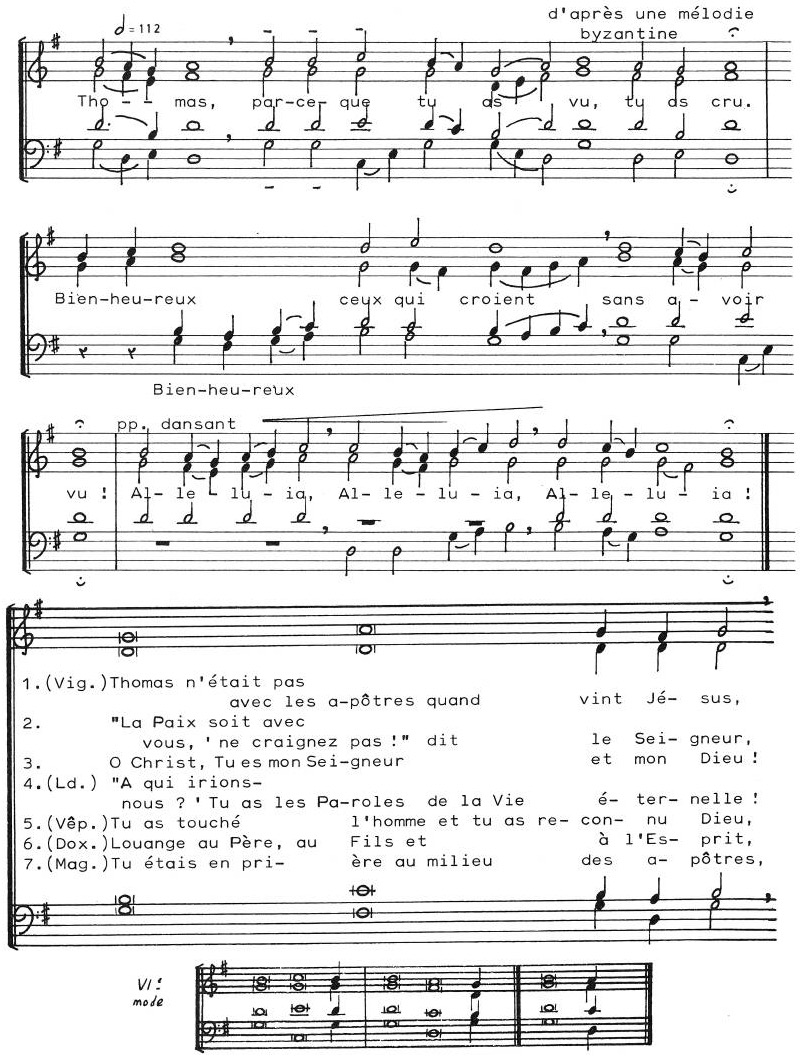 d'après une mélodie
𝅗𝅥 = 112
byzantine
Tho - - mas, par-ce- que tu as vu, tu as cru.
Bien-heu-reux ceux qui croient sans a - voir
Bien-heu-reux
pp. dansant
vu ! Al- le - lu - ia, Al- le - lu - ia, Al- le - lu - ia !
1.(Vig.)Thomas n'était pas
avec les a-pôtres quand vint Jé- sus,
2. "La Paix soit avec
vous,' ne craignez pas !" dit le Sei- gneur,
3. O Christ, Tu es mon Sei-gneur et mon Dieu !
4.(Ld.) "A qui irions-
nous ?' Tu as les Pa-roles de la Vie é- ter- nelle !
5.(Vêp.)Tu as touché l'homme et tu as re- con- nu Dieu,
6.(Dox.)Louange au Père, au Fils et à l'Es- prit,
7.(Mag.)Tu étais en pri- ère au milieu des a- pôtres,
VIe
mode